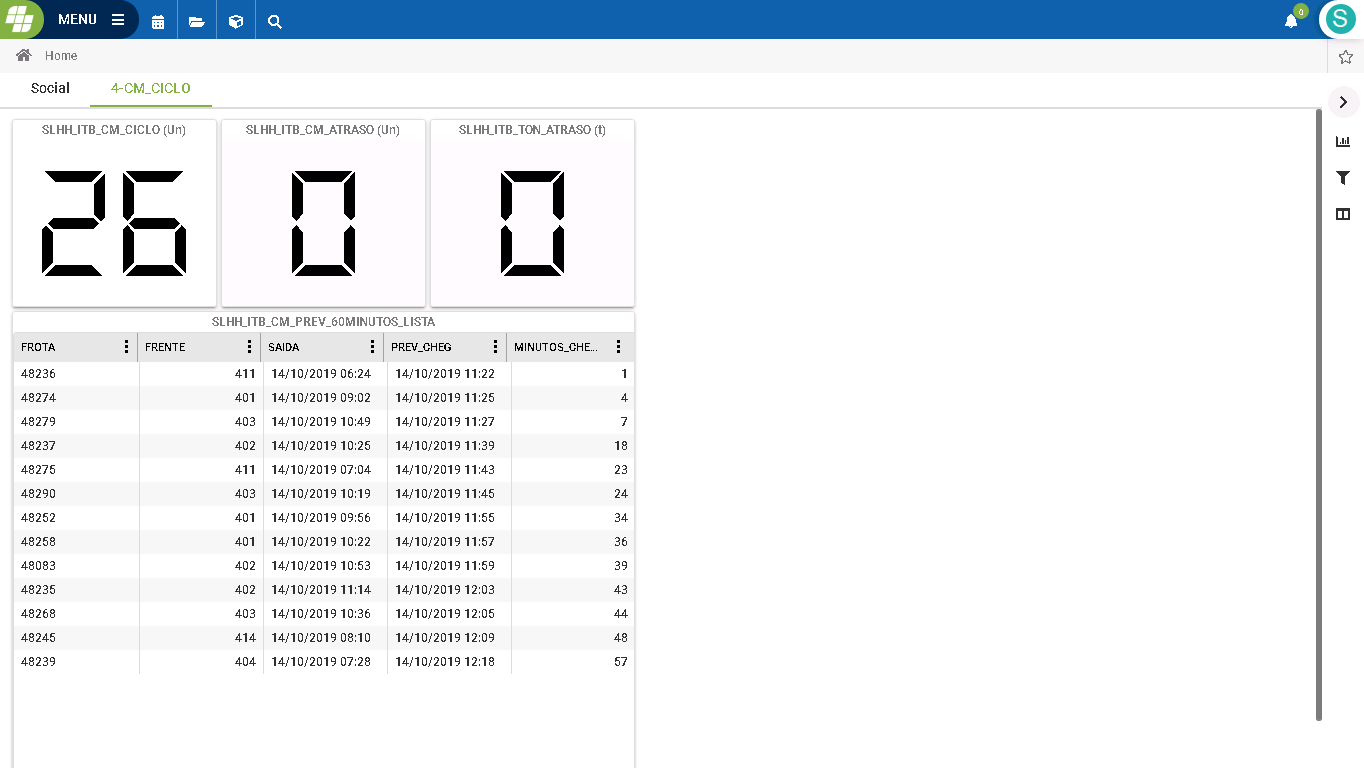 MENU
0
S
Home
Social 4-CM_CICLO
SLHH_ITB_CM_CICLO (Un) SLHH_ITB_CM_ATRASO (Un) SLHH_ITB_TON_ATRASO (t)
26 0 0
SLHH_ITB_CM_PREV_60MINUTOS_LISTA
FROTA FRENTE SAIDA PREV_CHEG MINUTOS_CHE...
48236 411 14/10/2019 06:24 14/10/2019 11:22 1
48274 401 14/10/2019 09:02 14/10/2019 11:25 4
48279 403 14/10/2019 10:49 14/10/2019 11:27 7
48237 402 14/10/2019 10:25 14/10/2019 11:39 18
48275 411 14/10/2019 07:04 14/10/2019 11:43 23
48290 403 14/10/2019 10:19 14/10/2019 11:45 24
48252 401 14/10/2019 09:56 14/10/2019 11:55 34
48258 401 14/10/2019 10:22 14/10/2019 11:57 36
48083 402 14/10/2019 10:53 14/10/2019 11:59 39
48235 402 14/10/2019 11:14 14/10/2019 12:03 43
48268 403 14/10/2019 10:36 14/10/2019 12:05 44
48245 414 14/10/2019 08:10 14/10/2019 12:09 48
48239 404 14/10/2019 07:28 14/10/2019 12:18 57